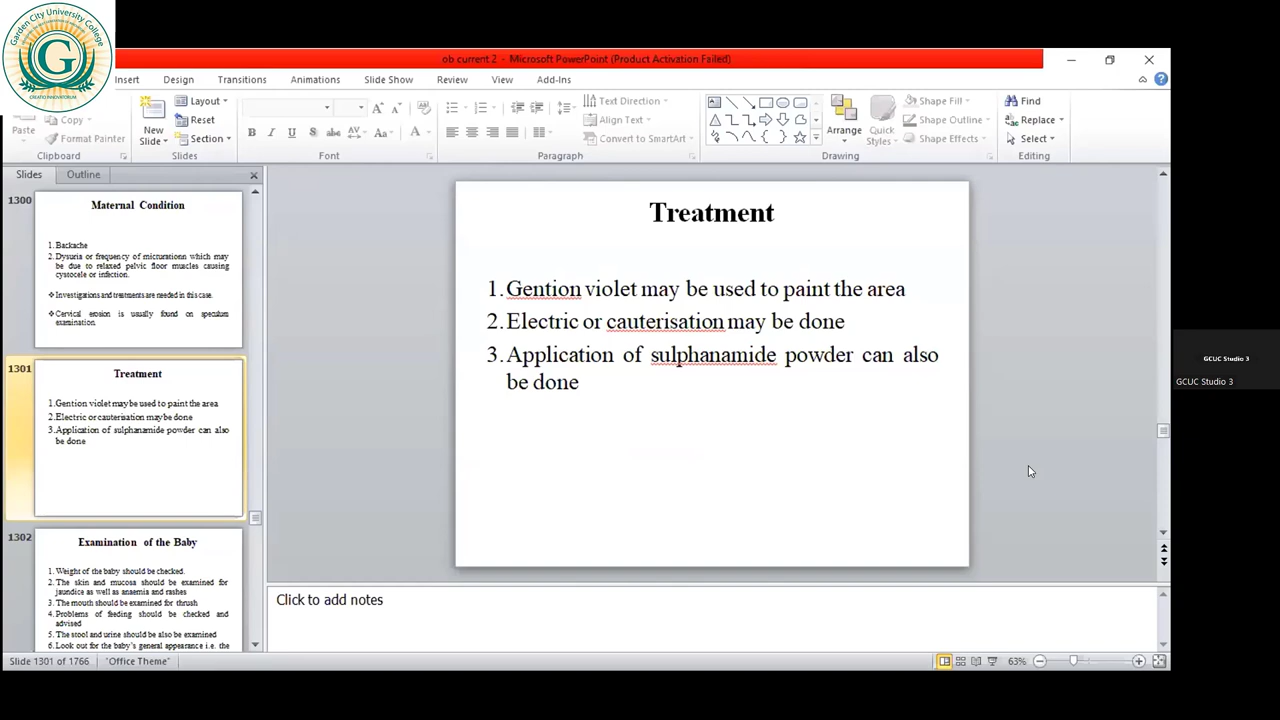 Garden City University College
G
CREATIO INNOVATORUM
ob current 2 - Microsoft PowerPoint (Product Activation Failed)
Insert Design Transitions Animations Slide Show Review View Add-Ins
Paste
Copy
Format Painter
Clipboard
New
Slide
Layout
Reset
Section
Slides
B I U S abc AV Aa A
Font
Text Direction
Align Text
Convert to SmartArt
Paragraph
Arrange
Quick
Styles
Shape Fill
Shape Outline
Shape Effects
Drawing
Find
Replace
Select
Editing
Slides Outline
1300
Maternal Condition
1. Backache
2. Dysuria or frequency of micturationn which may
be due to relaxed pelvic floor muscles causing
cystocele or infection.
❖ Investigations and treatments are needed in this case.
❖ Cervical erosion is usually found on speculum
examination.
1301
Treatment
1. Gention violet may be used to paint the area
2. Electric or cauterisation may be done
3. Application of sulphanamide powder can also
be done
1302
Examination of the Baby
1. Weight of the baby should be checked.
2. The skin and mucosa should be examined for
jaundice as well as anaemia and rashes
3. The mouth should be examined for thrush
4. Problems of feeding should be checked and
advised
5. The stool and urine should be also be examined
6. Look out for the baby's general appearance i.e. the
Treatment
1. Gention violet may be used to paint the area
2. Electric or cauterisation may be done
3. Application of sulphanamide powder can also
be done
Click to add notes
Slide 1301 of 1766 "Office Theme" 63%
GCUC Studio 3
GCUC Studio 3